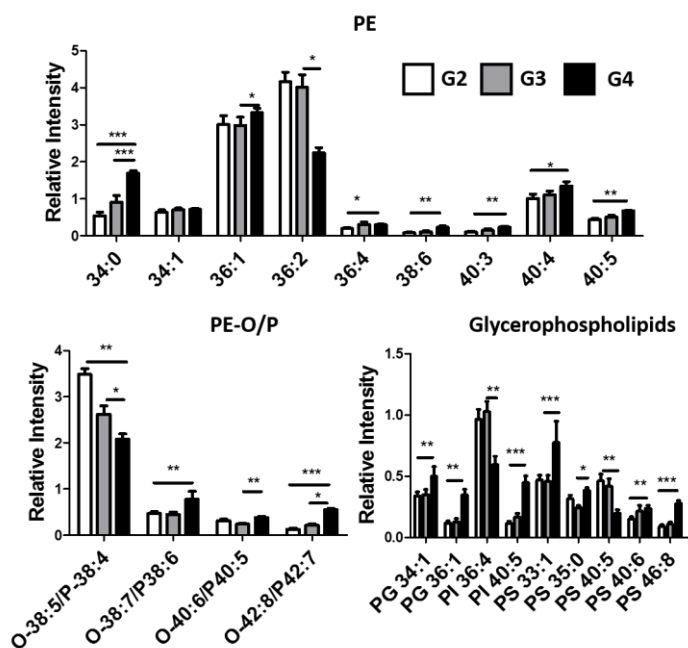 PE
G2 G3 G4
Relative Intensity
5
4
3
2
1
0
*** *** * * * ** ** * **
34:0 34:1 36:1 36:2 36:4 38:6 40:3 40:4 40:5
PE-O/P
Relative Intensity
4
3
2
1
0
** * ** ** *** *
O-38:5/P-38:4 O-38:7/P38:6 O-40:6/P40:5 O-42:8/P42:7
Glycerophospholipids
Relative Intensity
1.5
1.0
0.5
0.0
** ** ** *** *** * ** ** ***
PG 34:1 PG 36:1 PI 36:4 PI 40:5 PS 33:1 PS 35:0 PS 40:5 PS 40:6 PS 46:8